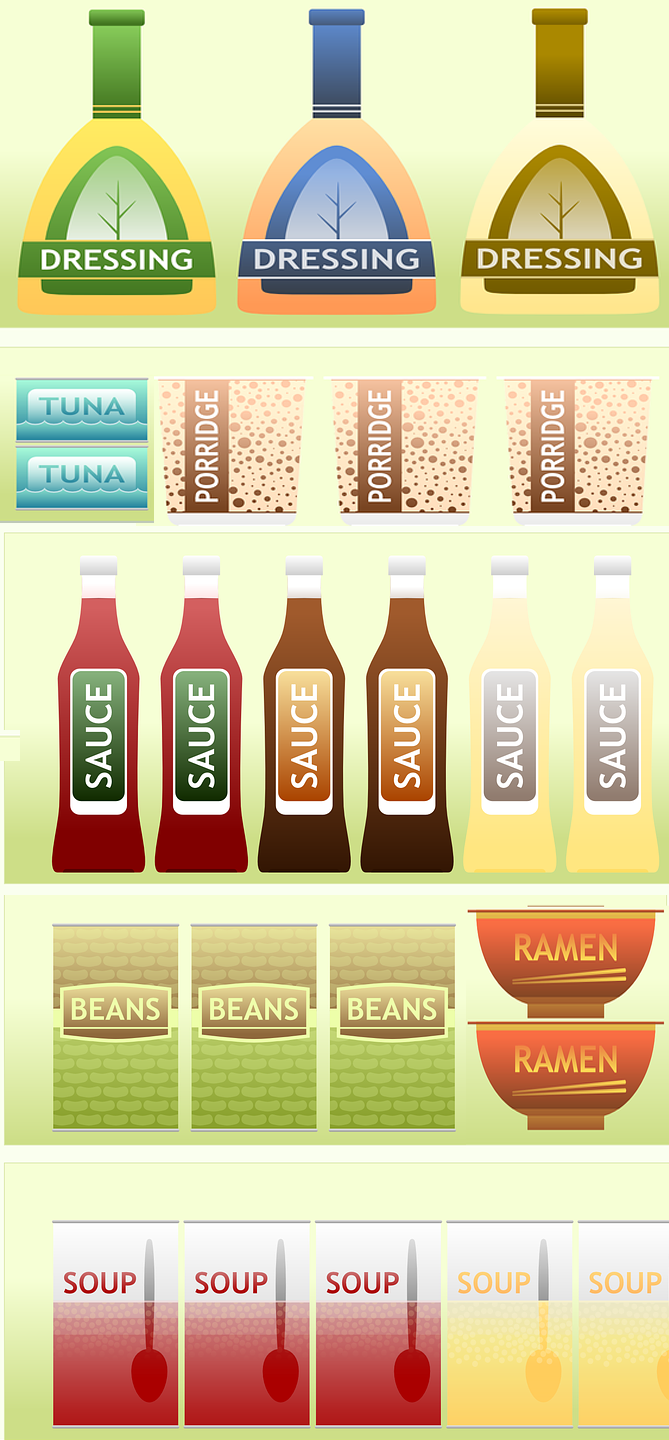 DRESSING
DRESSING
DRESSING
TUNA
TUNA
PORRIDGE
PORRIDGE
PORRIDGE
SAUCE
SAUCE
SAUCE
SAUCE
SAUCE
SAUCE
BEANS
BEANS
BEANS
RAMEN
RAMEN
SOUP
SOUP
SOUP
SOUP
SOUP